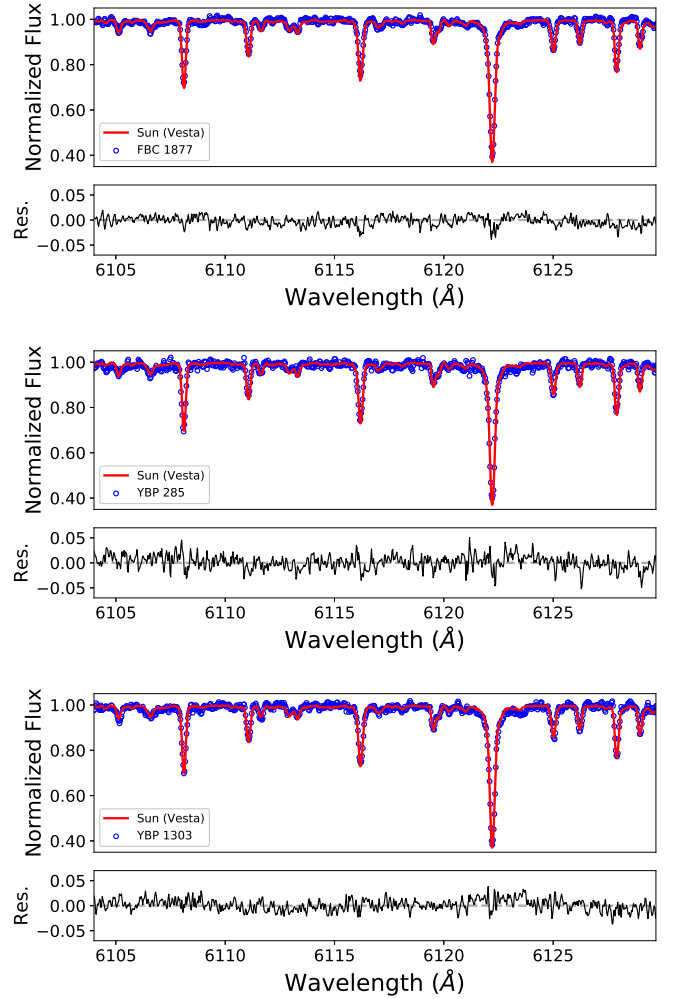 1.00
0.80
0.60
0.40
Normalized Flux
Sun (Vesta)
FBC 1877
0.05
0.00
−0.05
Res.
6105 6110 6115 6120 6125
Wavelength (Å)
1.00
0.80
0.60
0.40
Normalized Flux
Sun (Vesta)
YBP 285
0.05
0.00
−0.05
Res.
6105 6110 6115 6120 6125
Wavelength (Å)
1.00
0.80
0.60
0.40
Normalized Flux
Sun (Vesta)
YBP 1303
0.05
0.00
−0.05
Res.
6105 6110 6115 6120 6125
Wavelength (Å)